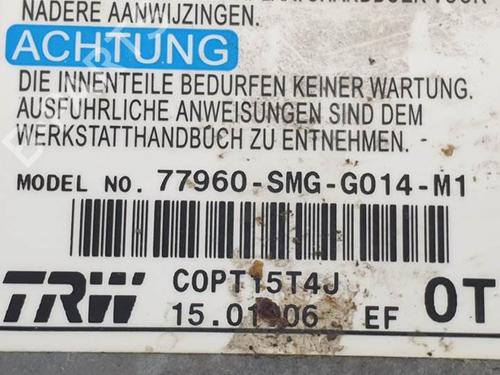 NADERE AANWIJZINGEN.
ACHTUNG
DIE INNENTEILE BEDURFEN KEINER WARTUNG.
AUSFUHRLICHE ANWEISUNGEN SIND DEM
WERKSTATTHANDBUCH ZU ENTNEHMEN.
MODEL NO. 77960-SMG-G014-M1
TRW COPT15T4J
15.01 06 EF OT